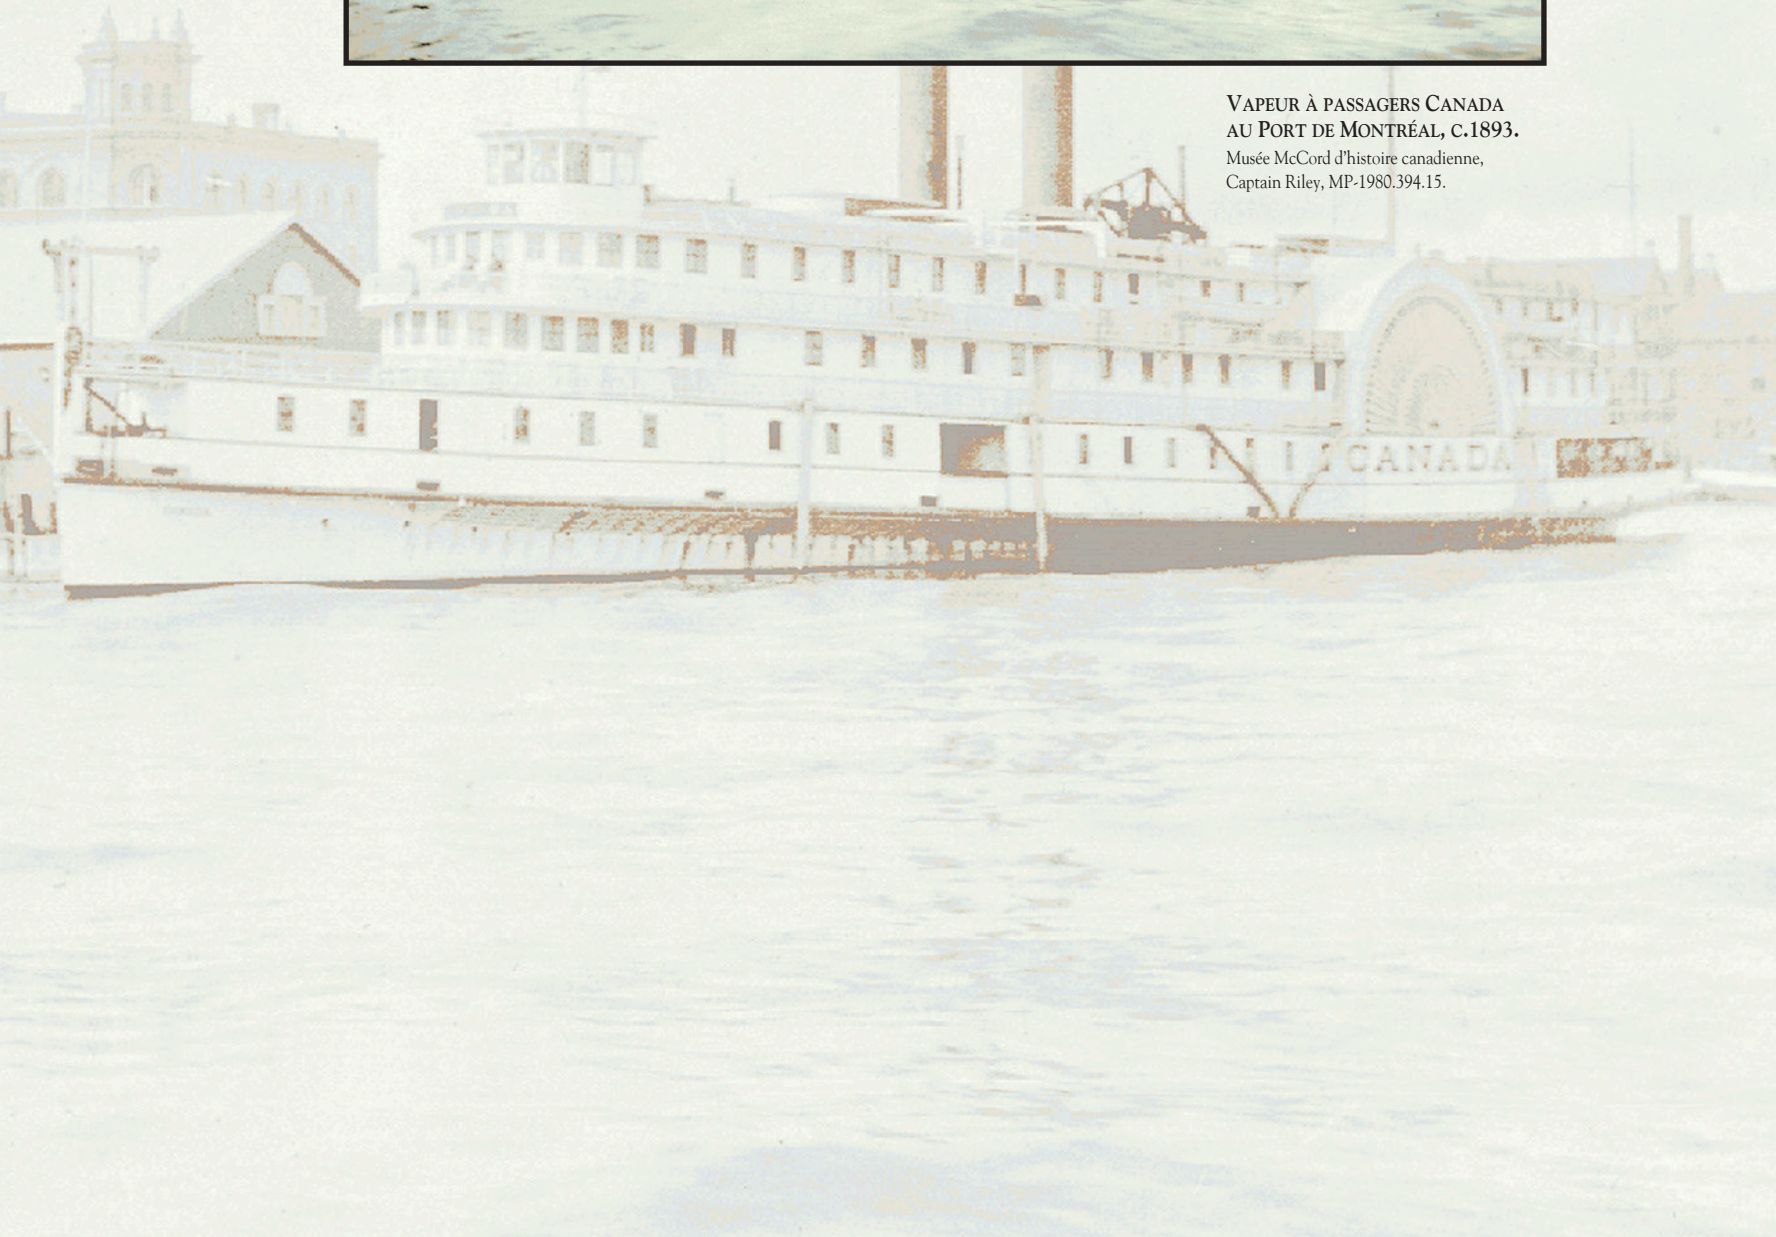 Vapeur à passagers Canada
au Port de Montréal, c.1893.
Musée McCord d'histoire canadienne,
Captain Riley, MP-1980.394.15.
CANADA